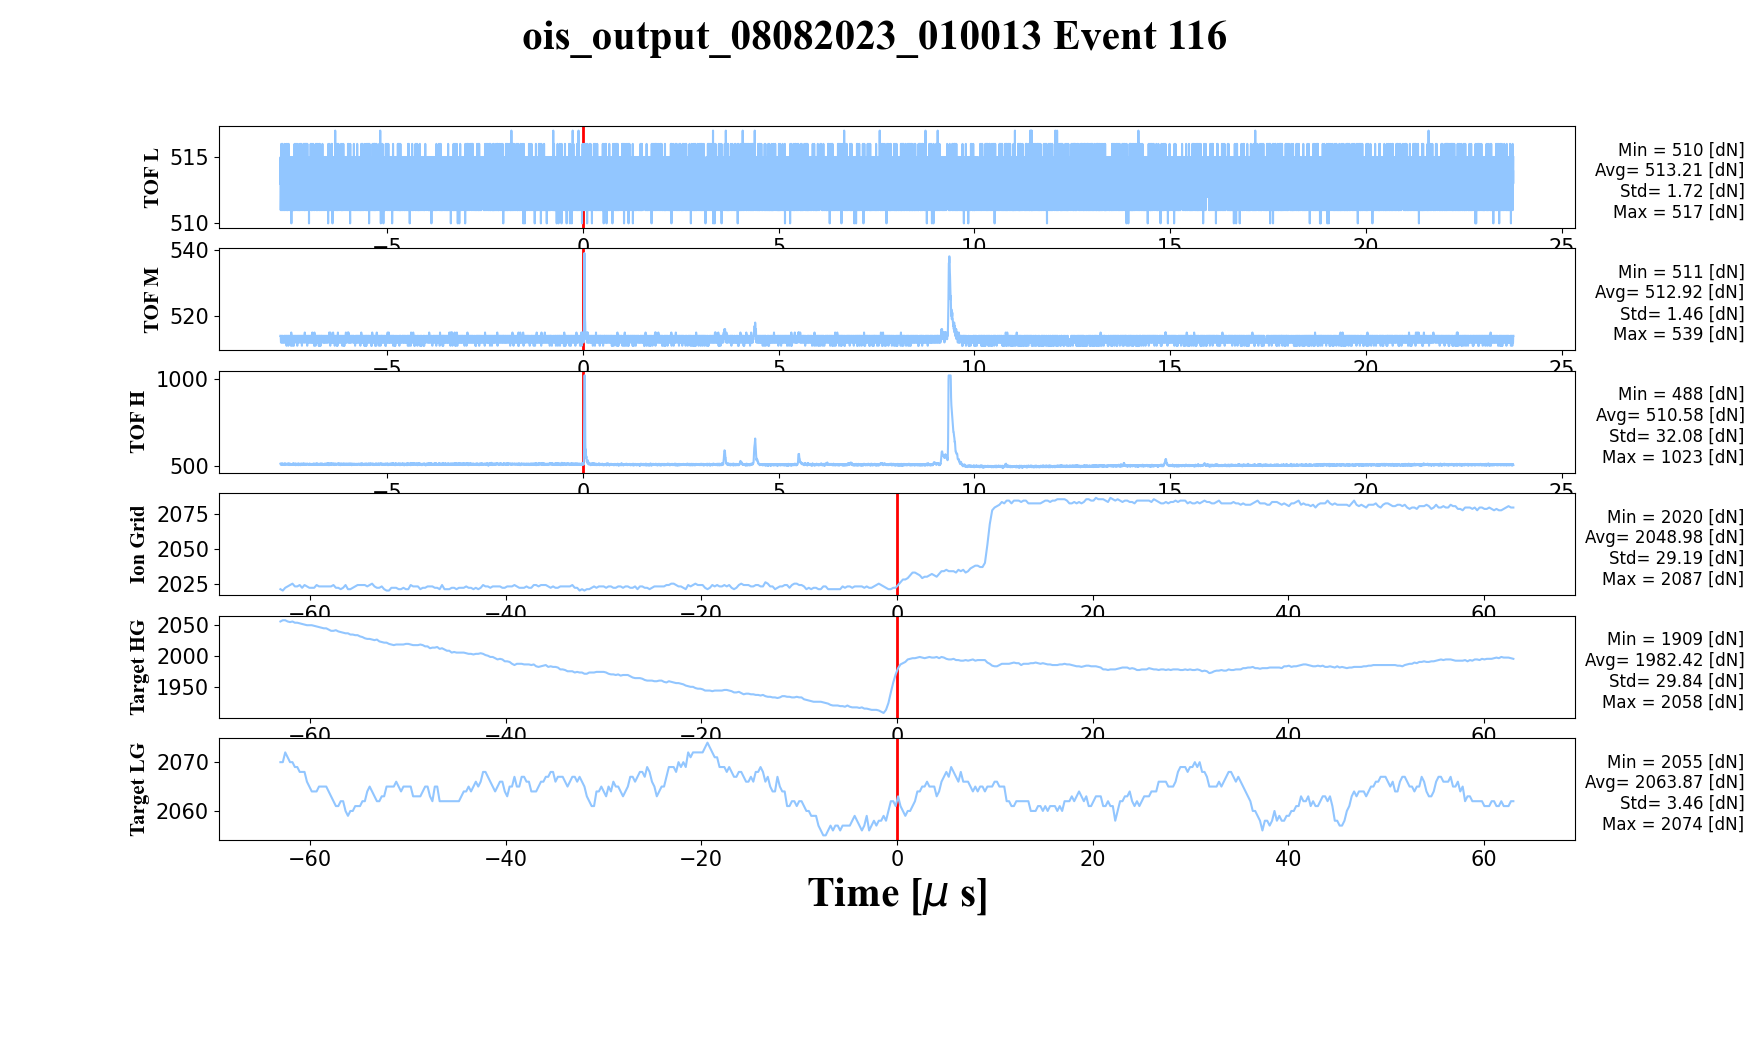 ois_output_08082023_010013 Event 116
TOF L
515
510
−5
0
5
10
15
20
25
Min = 510 [dN]
Avg= 513.21 [dN]
Std= 1.72 [dN]
Max = 517 [dN]
TOF M
540
520
−5
0
5
10
15
20
25
Min = 511 [dN]
Avg= 512.92 [dN]
Std= 1.46 [dN]
Max = 539 [dN]
TOF H
1000
500
−5
0
5
10
15
20
25
Min = 488 [dN]
Avg= 510.58 [dN]
Std= 32.08 [dN]
Max = 1023 [dN]
Ion Grid
2075
2050
2025
−60
−40
−20
0
20
40
60
Min = 2020 [dN]
Avg= 2048.98 [dN]
Std= 29.19 [dN]
Max = 2087 [dN]
Target HG
2050
2000
1950
−60
−40
−20
0
20
40
60
Min = 1909 [dN]
Avg= 1982.42 [dN]
Std= 29.84 [dN]
Max = 2058 [dN]
Target LG
2070
2060
−60
−40
−20
0
20
40
60
Min = 2055 [dN]
Avg= 2063.87 [dN]
Std= 3.46 [dN]
Max = 2074 [dN]
Time [μ s]